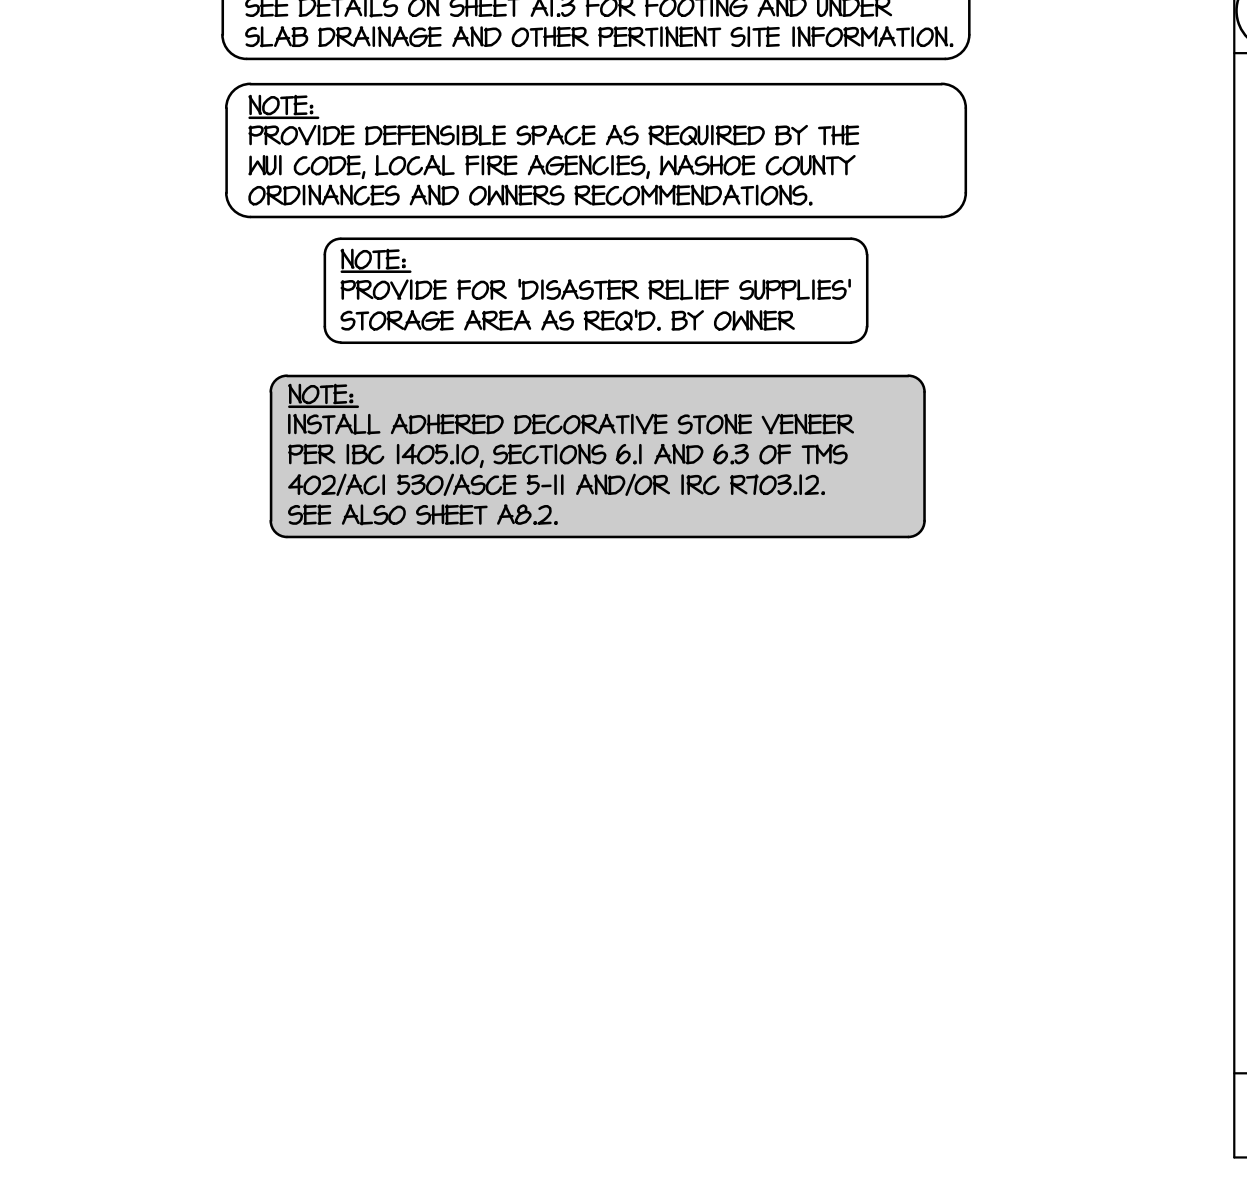 SEE DETAILS ON SHEET A1.3 FOR FOOTING AND UNDER
SLAB DRAINAGE AND OTHER PERTINENT SITE INFORMATION.
NOTE:
PROVIDE DEFENSIBLE SPACE AS REQUIRED BY THE
WUI CODE, LOCAL FIRE AGENCIES, WASHOE COUNTY
ORDINANCES AND OWNERS RECOMMENDATIONS.
NOTE:
PROVIDE FOR 'DISASTER RELIEF SUPPLIES'
STORAGE AREA AS REQ'D. BY OWNER
NOTE:
INSTALL ADHERED DECORATIVE STONE VENEER
PER IBC 1405.10, SECTIONS 6.1 AND 6.3 OF TMS
402/ACI 530/ASCE 5-11 AND/OR IRC R703.12.
SEE ALSO SHEET A8.2.